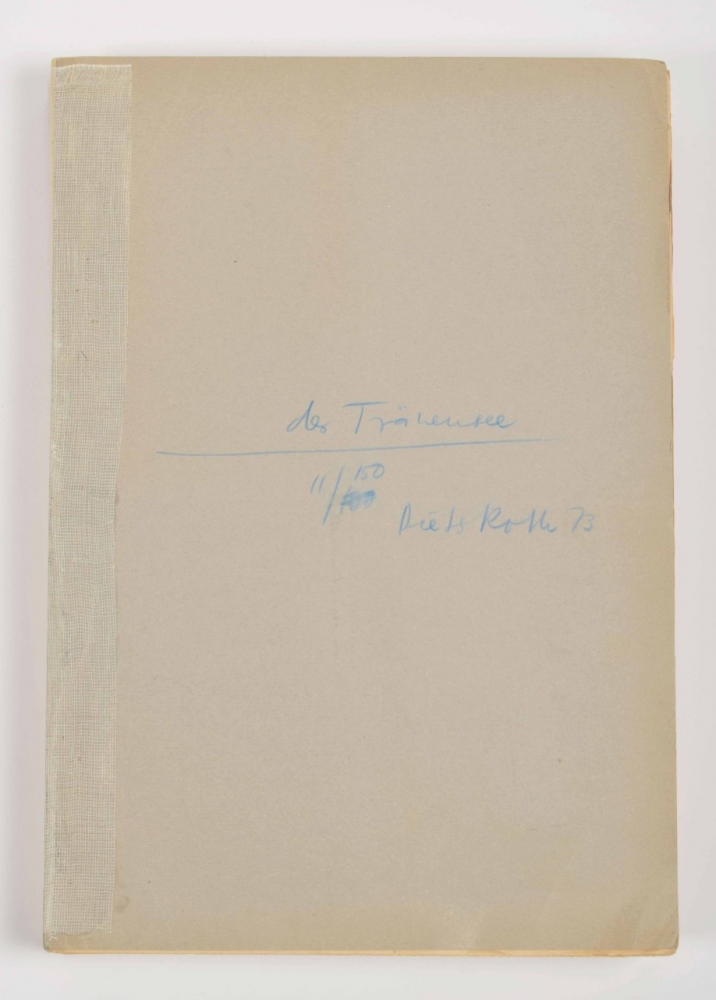 der Tränensee
11/150
Dieter Roth 73